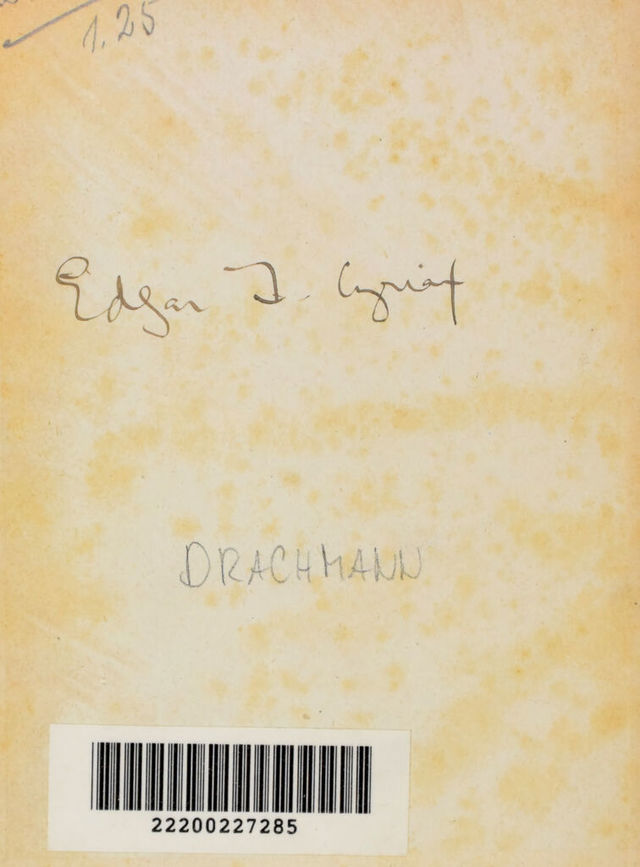 1.25
Edgar F. Cyriax
DRACHMANN
22200227285